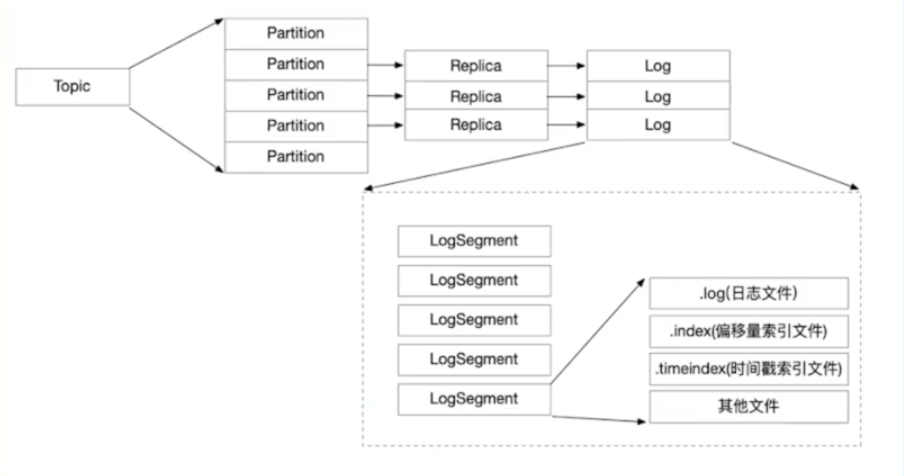 Topic
Partition
Partition
Partition
Partition
Partition
Replica
Replica
Replica
Log
Log
Log
LogSegment
LogSegment
LogSegment
LogSegment
LogSegment
.log(日志文件)
.index(偏移量索引文件)
.timeindex(时间戳索引文件)
其他文件